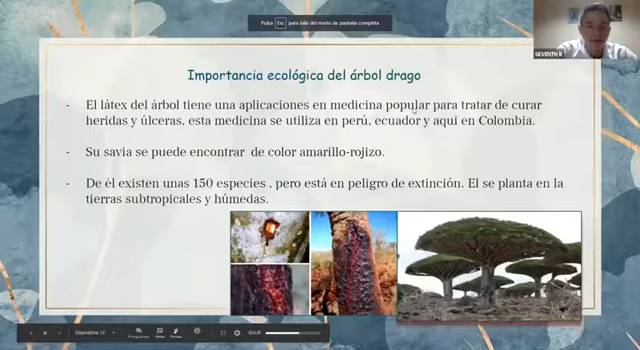 Pulsa Esc para salir del modo de pantalla completa
SEVENTH B
Importancia ecológica del árbol drago
- El látex del árbol tiene una aplicaciones en medicina popular para tratar de curar
heridas y úlceras, esta medicina se utiliza en perú, ecuador y aqui en Colombia.
- Su savia se puede encontrar de color amarillo-rojizo.
- De él existen unas 150 especies , pero está en peligro de extinción. El se planta en la
tierras subtropicales y húmedas.
SALIR